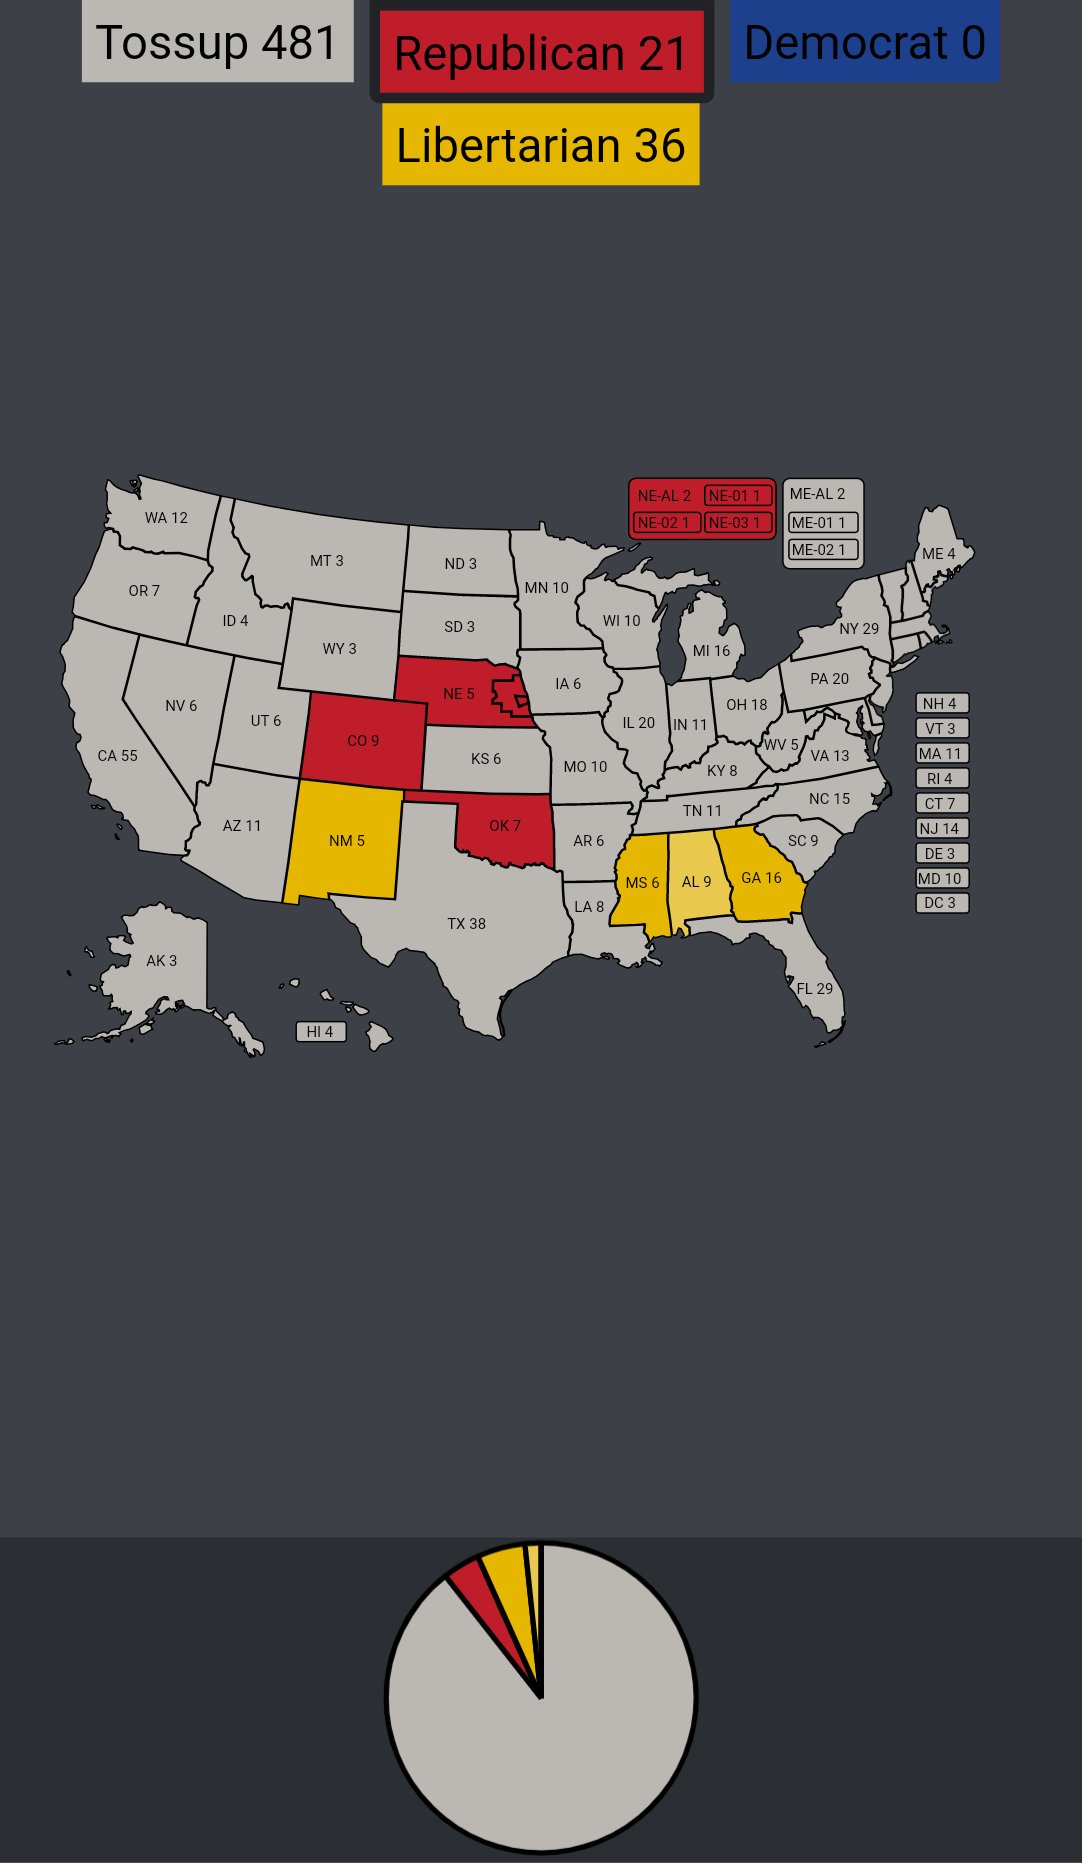 Tossup 481
Republican 21
Democrat 0
Libertarian 36
NE-AL 2
NE-01 1
NE-02 1
NE-03 1
ME-AL 2
ME-01 1
ME-02 1
WA 12
MT 3
ND 3
MN 10
ME 4
OR 7
ID 4
SD 3
WI 10
NY 29
WY 3
MI 16
NV 6
UT 6
NE 5
IA 6
PA 20
CA 55
CO 9
KS 6
MO 10
IL 20
IN 11
OH 18
WV 5
VA 13
KY 8
NC 15
AZ 11
NM 5
OK 7
AR 6
TN 11
SC 9
TX 38
LA 8
MS 6
AL 9
GA 16
FL 29
AK 3
HI 4
NH 4
VT 3
MA 11
RI 4
CT 7
NJ 14
DE 3
MD 10
DC 3